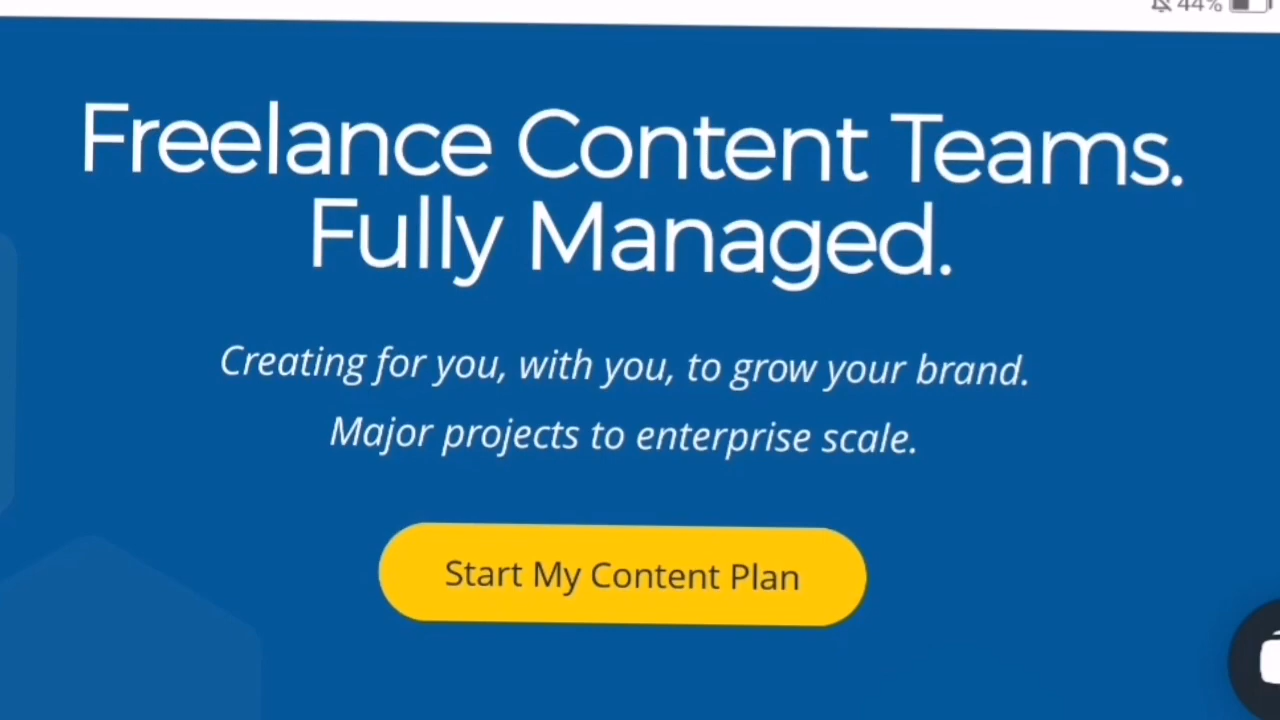 44%
Freelance Content Teams.
Fully Managed.
Creating for you, with you, to grow your brand.
Major projects to enterprise scale.
Start My Content Plan